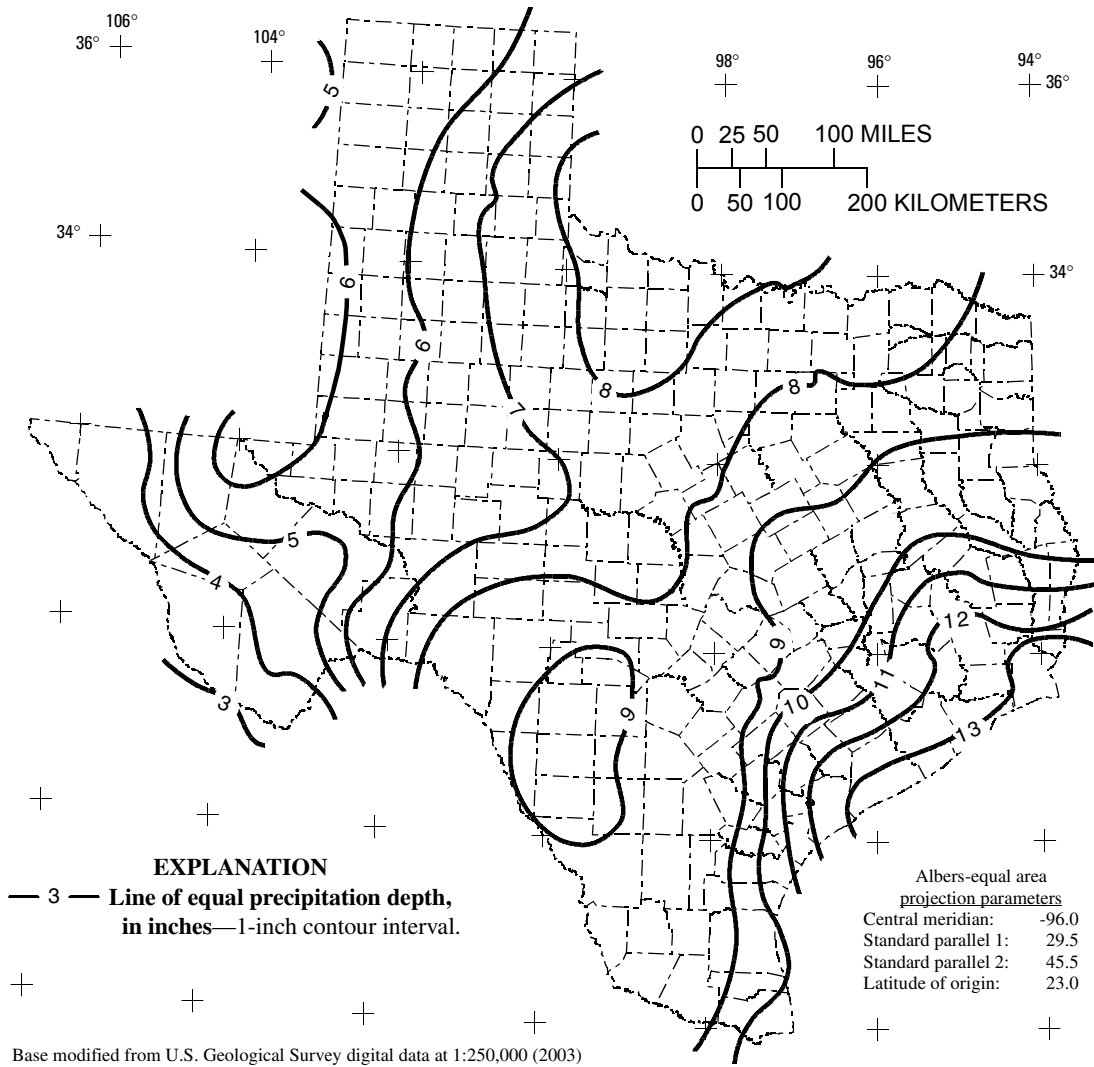 106°
36°
104°
98°
96°
94°
36°
5
0 25 50 100 MILES
0 50 100 200 KILOMETERS
34°
34°
6
6
8
8
7
5
4
9
12
11
3
9
10
13
EXPLANATION
3 Line of equal precipitation depth,
in inches—1-inch contour interval.
Albers-equal area
projection parameters
Central meridian: -96.0
Standard parallel 1: 29.5
Standard parallel 2: 45.5
Latitude of origin: 23.0
Base modified from U.S. Geological Survey digital data at 1:250,000 (2003)